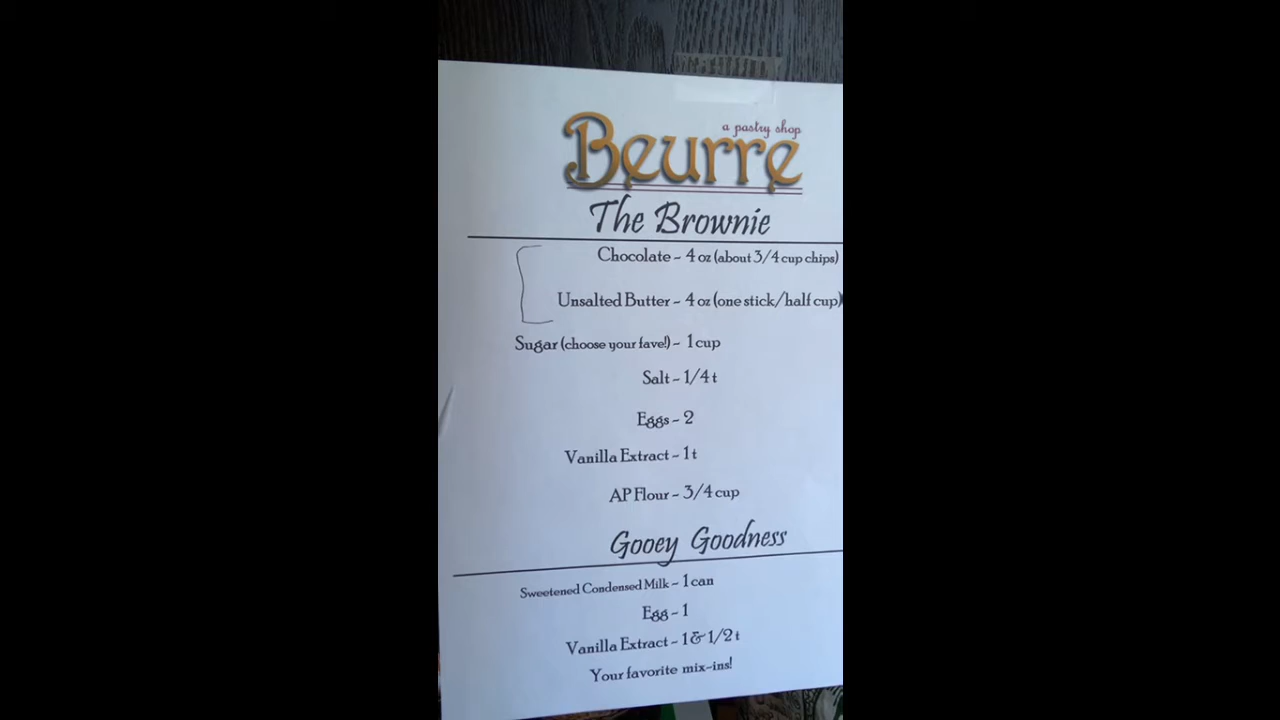 a pastry shop
Beurre
The Brownie
Chocolate - 4 oz (about 3/4 cup chips)
Unsalted Butter - 4 oz (one stick/half cup)
Sugar (choose your fave!) - 1 cup
Salt - 1/4 t
Eggs - 2
Vanilla Extract - 1 t
AP Flour - 3/4 cup
Gooey Goodness
Sweetened Condensed Milk - 1 can
Egg - 1
Vanilla Extract - 1 & 1/2 t
Your favorite mix-ins!